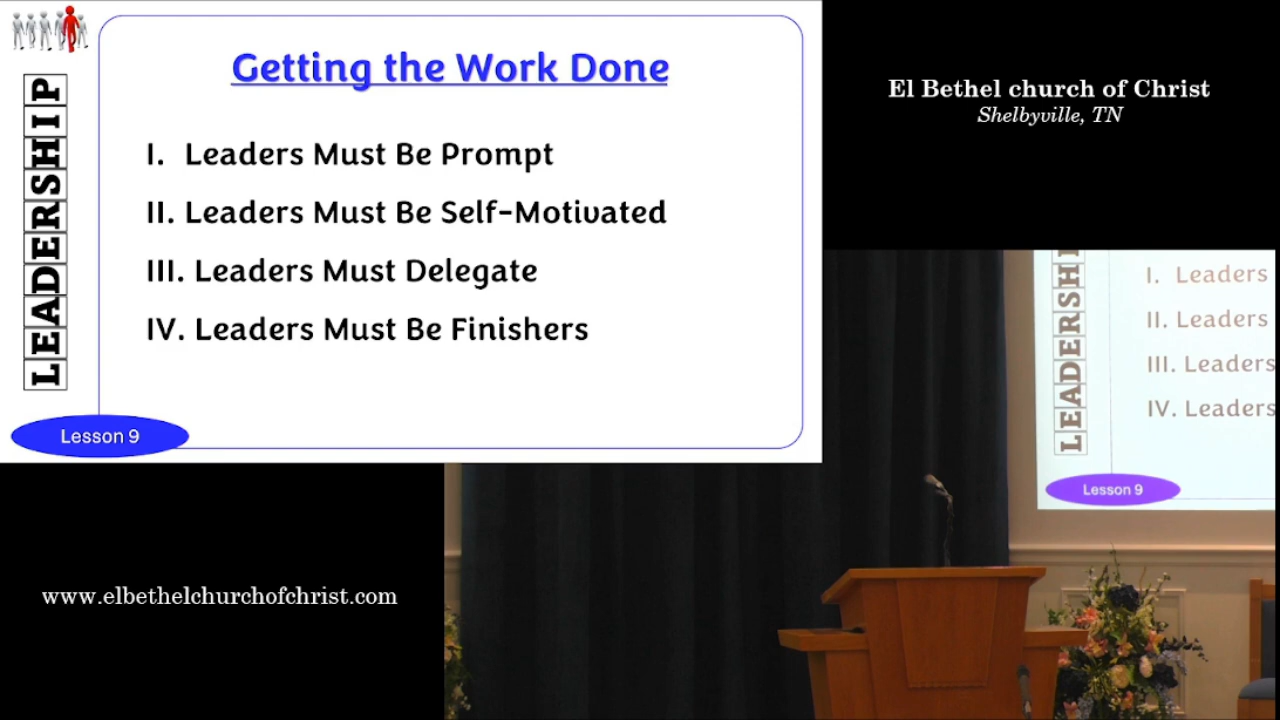 Getting the Work Done
LEADERSHIP
I. Leaders Must Be Prompt
II. Leaders Must Be Self-Motivated
III. Leaders Must Delegate
IV. Leaders Must Be Finishers
Lesson 9
El Bethel church of Christ
Shelbyville, TN
LEADERSHI
I. Leaders
II. Leaders
III. Leaders
IV. Leaders
Lesson 9
www.elbethelchurchofchrist.com